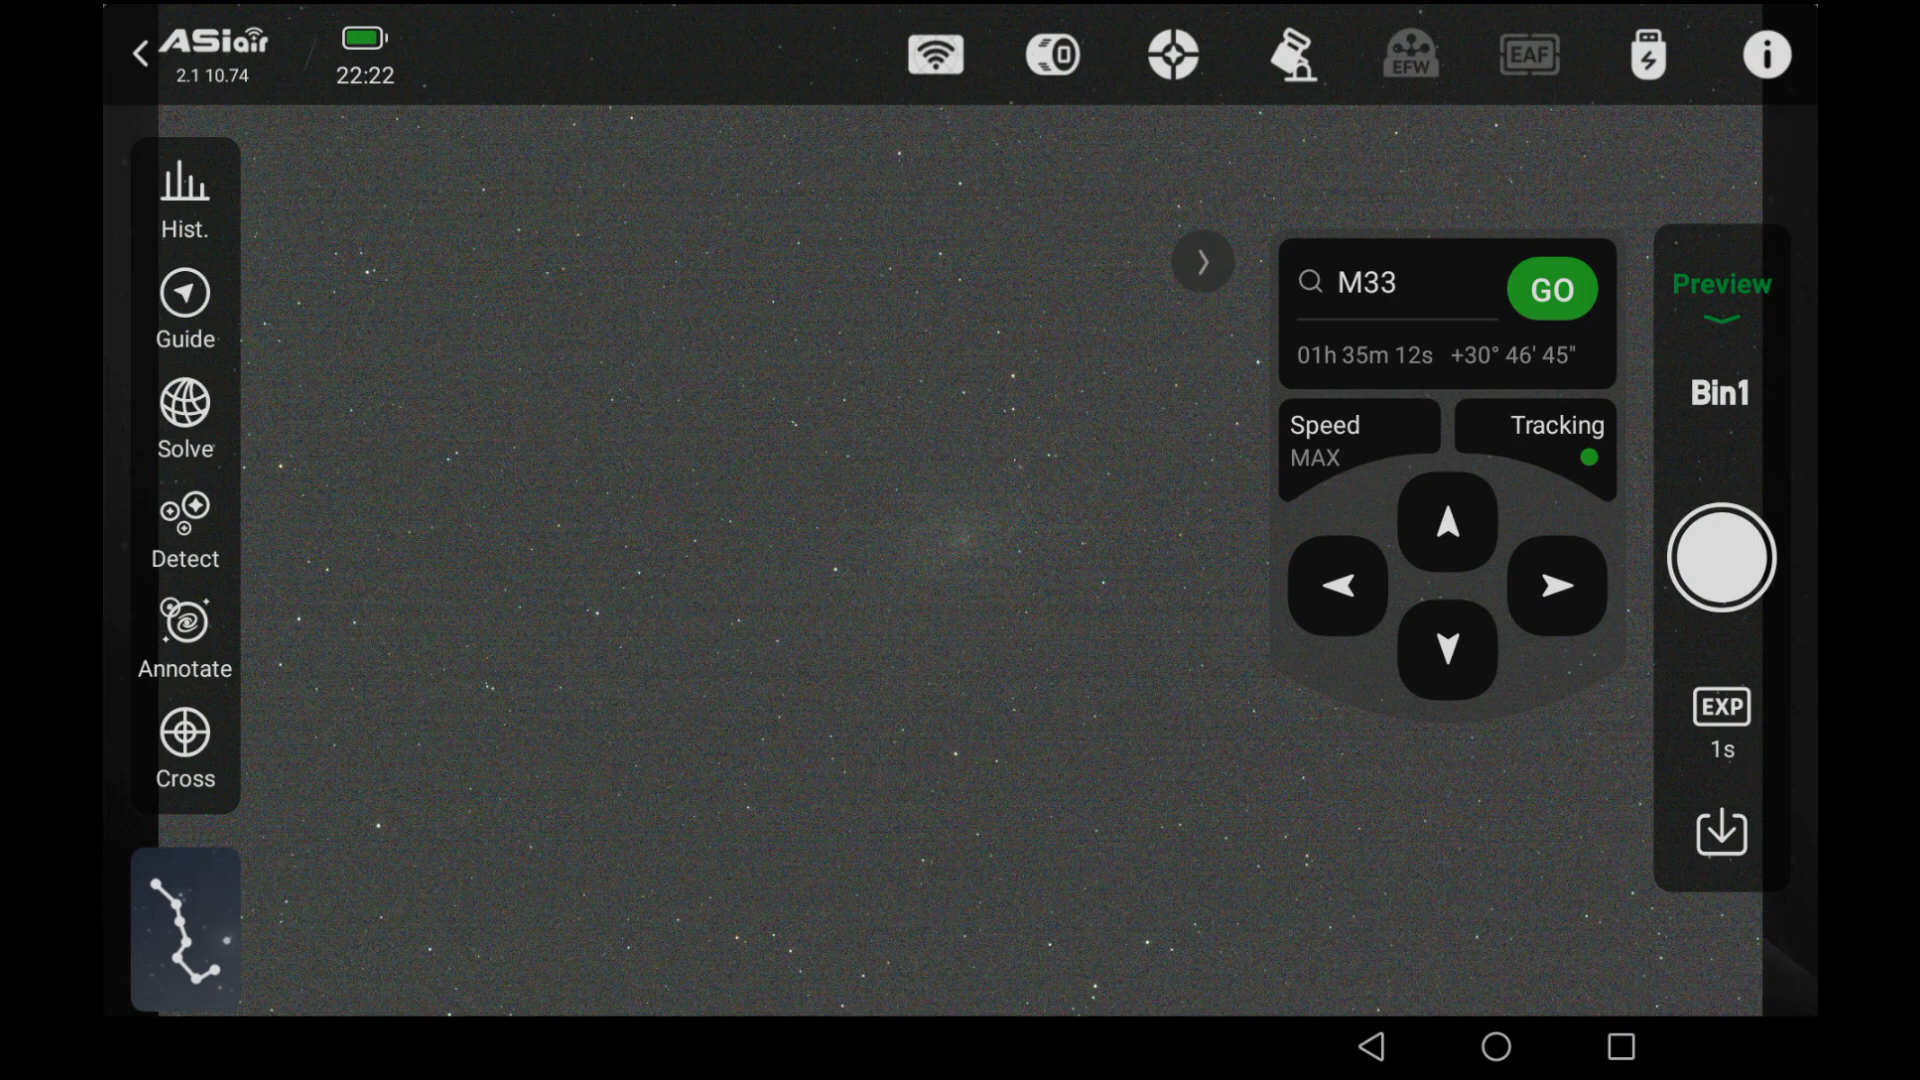 ASiair
2.1 10.74
22:22
EFW
EAF
Hist.
Guide
Solve
Detect
Annotate
Cross
M33
GO
01h 35m 12s +30° 46' 45"
Speed
MAX
Tracking
Preview
Bin1
EXP
1s